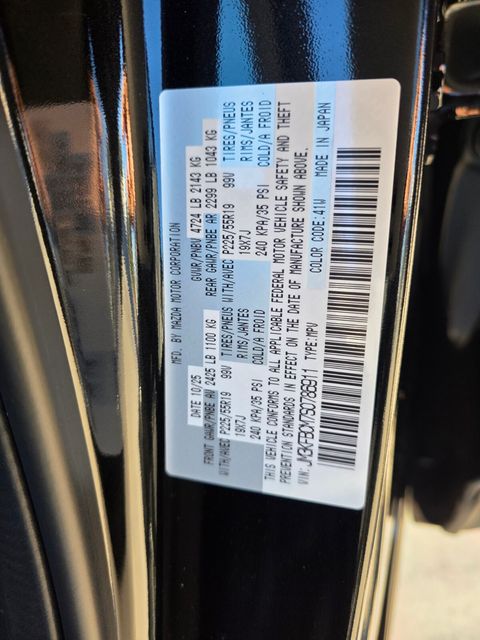 MFD. BY MAZDA MOTOR CORPORATION
DATE 10/25 GVWR/PNBV 4724 LB 2143 KG
FRONT GAWR/PNBE AV 2425 LB 1100 KG REAR GAWR/PNBE AR 2299 LB 1043 KG
WITH/AVEC P225/55R19 99V TIRES/PNEUS WITH/AVEC P225/55R19 99V TIRES/PNEUS
19X7J RIMS/JANTES 19X7J RIMS/JANTES
240 KPA/35 PSI COLD/A FROID 240 KPA/35 PSI COLD/A FROID
THIS VEHICLE CONFORMS TO ALL APPLICABLE FEDERAL MOTOR VEHICLE SAFETY AND THEFT
PREVENTION STANDARDS IN EFFECT ON THE DATE OF MANUFACTURE SHOWN ABOVE.
VIN: JM3KFBCM7S0786911 TYPE:MPV COLOR CODE:41W MADE IN JAPAN